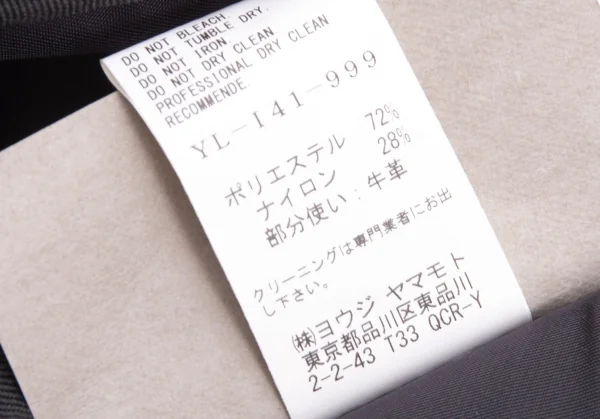 DO NOT BLEACH.
DO NOT TUMBLE DRY.
DO NOT IRON
DO NOT DRY CLEAN
PROFESSIONAL DRY CLEAN
RECOMMENDE.
YL-I41-999
ポリエステル 72%
ナイロン 28%
部分使い：牛革
クリーニングは専門業者にお出
し下さい。
㈱ヨウジ ヤマモト
東京都品川区東品川
2-2-43 T33 QCR-Y